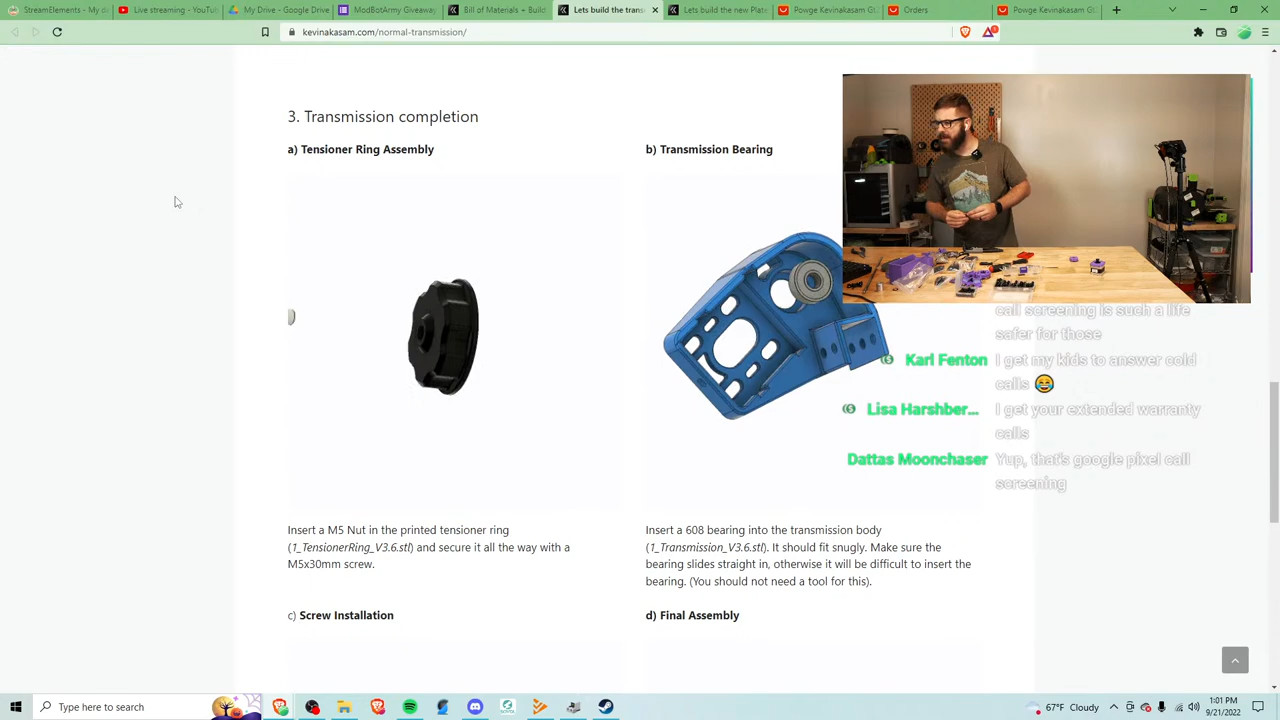 StreamElements - My da
Live streaming - YouTu
My Drive - Google Drive
ModBotArmy Giveaway
Bill of Materials + Build
Lets build the trans
Lets build the new Plate
Powge Kevinakasam Gt2
Orders
Powge Kevinakasam Gt2
kevinakasam.com/normal-transmission/
3. Transmission completion
a) Tensioner Ring Assembly
b) Transmission Bearing
call screening is such a life
safer for those
Karl Fenton I get my kids to answer cold
calls 😂
Lisa Harshber... I get your extended warranty
calls
Dattas Moonchaser Yup, that's google pixel call
screening
Insert a M5 Nut in the printed tensioner ring
(1_TensionerRing_V3.6.stl) and secure it all the way with a
M5x30mm screw.
Insert a 608 bearing into the transmission body
(1_Transmission_V3.6.stl). It should fit snugly. Make sure the
bearing slides straight in, otherwise it will be difficult to insert the
bearing. (You should not need a tool for this).
c) Screw Installation
d) Final Assembly
Type here to search
67°F Cloudy
1:01 PM
9/21/2022